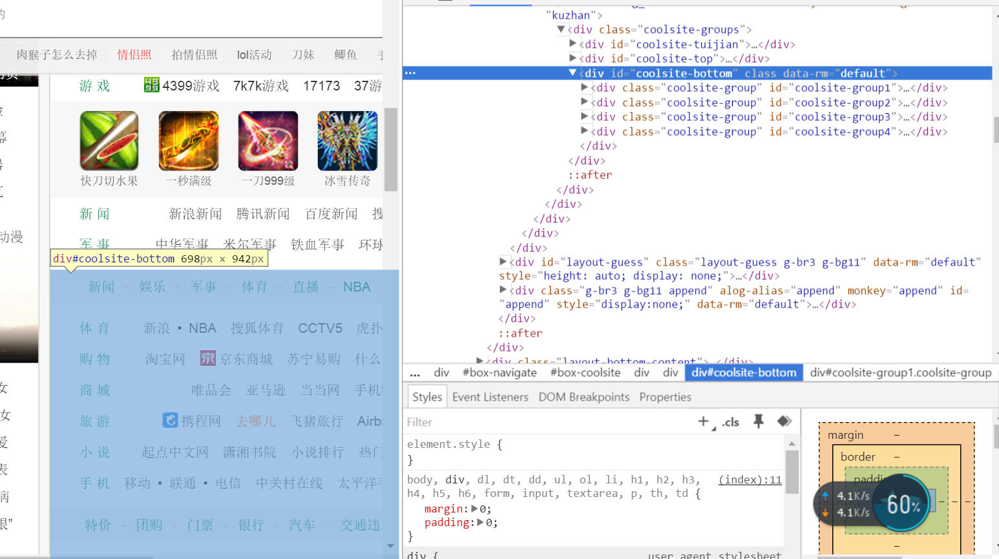 的
肉猴子怎么去掉 情侣照 拍情侣照 lol活动 刀妹 鲫鱼
游 戏 4399游戏 7k7k游戏 17173 37游
快刀切水果 一秒满级 一刀999级 冰雪传奇
新 闻 新浪新闻 腾讯新闻 百度新闻 搜
动漫
军 事 中华军事 米尔军事 铁血军事 环球
div#coolsite-bottom 698px × 942px
新闻 - 娱乐 - 军事 - 体育 - 直播 - NBA -
体 育 新浪 • NBA 搜狐体育 CCTV5 虎扑
购 物 淘宝网 京 京东商城 苏宁易购 什么
商 城 唯品会 亚马逊 当当网 手机
女
旅 游 携程网 去哪儿 飞猪旅行 Airb
女
小 说 起点中文网 潇湘书院 小说排行 热门
表
手 机 移动 • 联通 • 电信 中关村在线 太平洋手
病
特价 - 团购 - 门票 - 银行 - 汽车 - 交通违
"kuzhan">
▼<div class="coolsite-groups">
▶<div id="coolsite-tuijian">…</div>
▶<div id="coolsite-top">…</div>
… ▼<div id="coolsite-bottom" class data-rm="default">
▶<div class="coolsite-group" id="coolsite-group1">…</div>
▶<div class="coolsite-group" id="coolsite-group2">…</div>
▶<div class="coolsite-group" id="coolsite-group3">…</div>
▶<div class="coolsite-group" id="coolsite-group4">…</div>
</div>
</div>
::after
</div>
</div>
</div>
</div>
</div>
▶<div id="layout-guess" class="layout-guess g-br3 g-bg11" data-rm="default"
style="height: auto; display: none;">…</div>
▶<div class="g-br3 g-bg11 append" alog-alias="append" monkey="append" id=
"append" style="display:none;" data-rm="default">…</div>
</div>
::after
</div>
▶<div class="layout-bottom-content">…</div>
… div #box-navigate #box-coolsite div div div#coolsite-bottom div#coolsite-group1.coolsite-group
Styles Event Listeners DOM Breakpoints Properties
Filter + .cls
element.style {
}
body, div, dl, dt, dd, ul, ol, li, h1, h2, h3, (index):11
h4, h5, h6, form, input, textarea, p, th, td {
margin:▶0;
padding:▶0;
}
div { user agent stylesheet
margin –
border –
4.1K/s
4.1K/s
60%